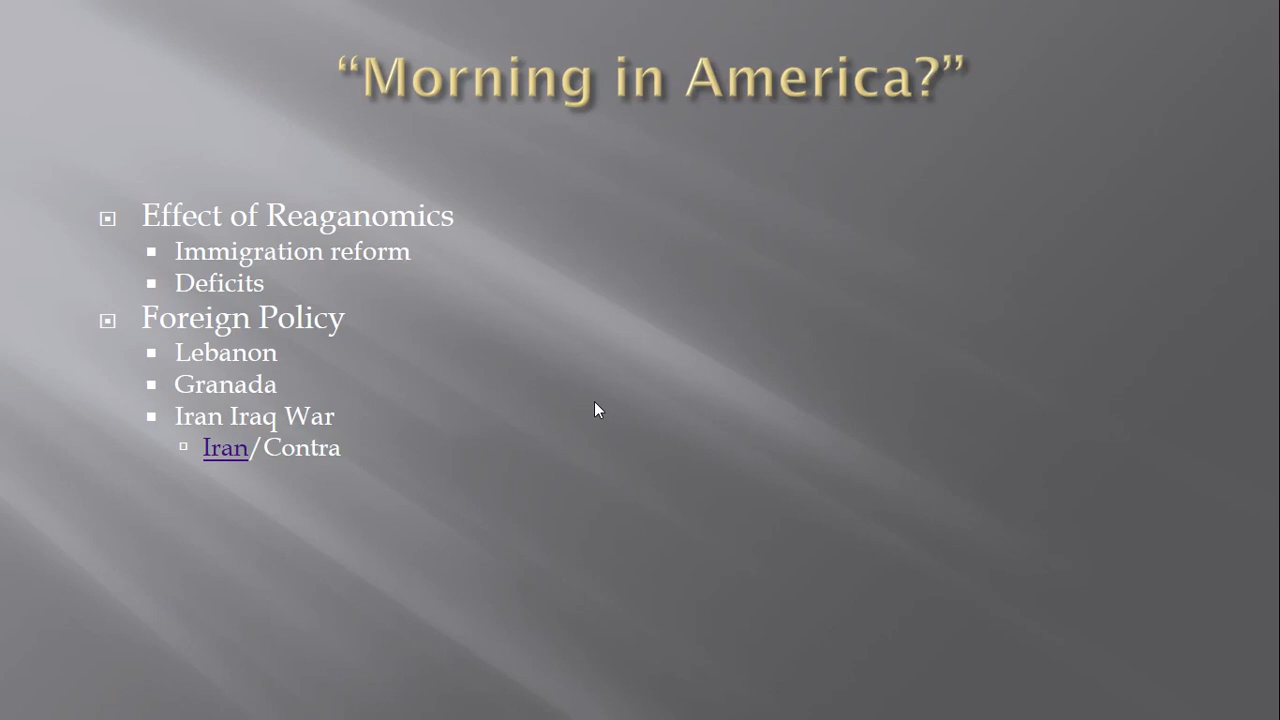 “Morning in America?”
Effect of Reaganomics
Immigration reform
Deficits
Foreign Policy
Lebanon
Granada
Iran Iraq War
Iran/Contra